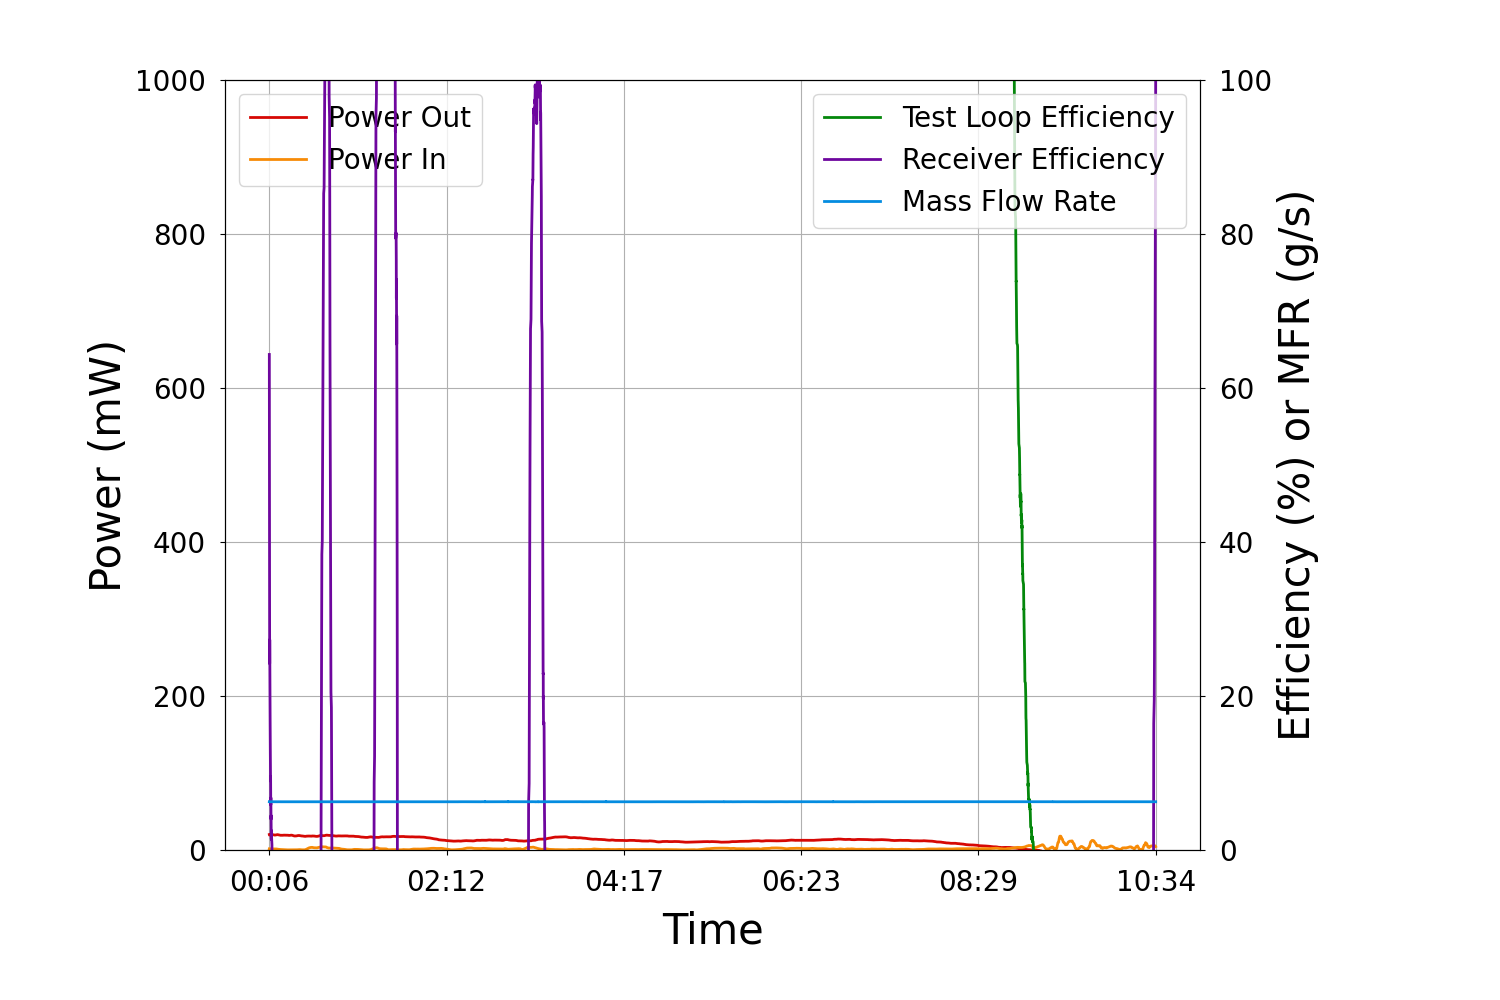 1000
800
600
400
200
0
Power (mW)
Power Out
Power In
Test Loop Efficiency
Receiver Efficiency
Mass Flow Rate
100
80
60
40
20
0
Efficiency (%) or MFR (g/s)
00:06 02:12 04:17 06:23 08:29 10:34
Time